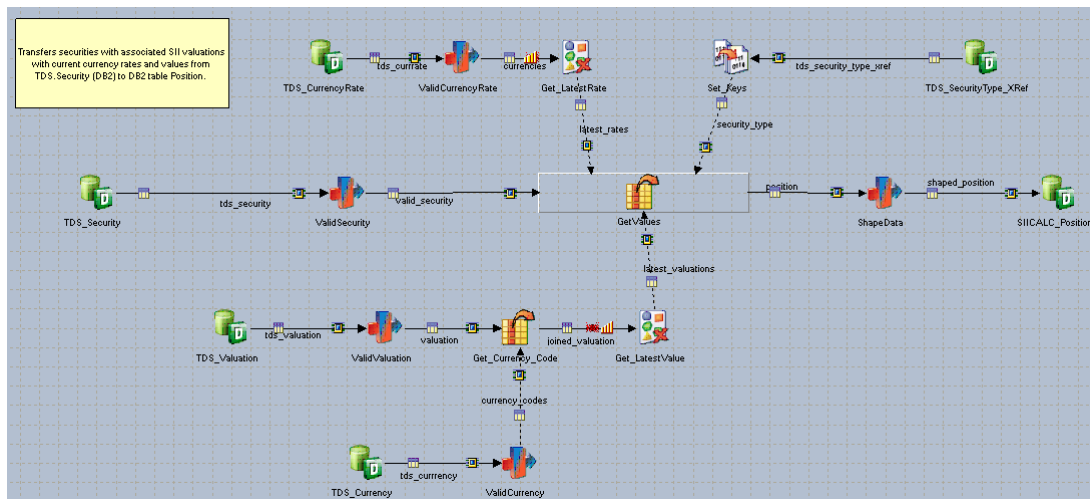 Transfers securities with associated SII valuations
with current currency rates and values from
TDS.Security (DB2) to DB2 table Position.
tds_currrate
currencies
tds_security_type_xref
TDS_CurrencyRate
ValidCurrencyRate
Get_LatestRate
Set_Keys
TDS_SecurityType_XRef
latest_rates
security_type
tds_security
valid_security
position
shaped_position
TDS_Security
ValidSecurity
GetValues
ShapeData
SIICALC_Position
latest_valuations
tds_valuation
valuation
joined_valuation
TDS_Valuation
ValidValuation
Get_Currency_Code
Get_LatestValue
currency_codes
tds_currrency
TDS_Currency
ValidCurrency